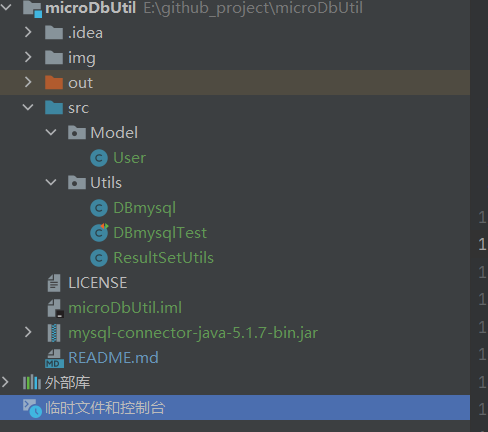 microDbUtil E:\github_project\microDbUtil
.idea
img
out
src
Model
User
Utils
DBmysql
DBmysqlTest
ResultSetUtils
LICENSE
microDbUtil.iml
mysql-connector-java-5.1.7-bin.jar
README.md
外部库
临时文件和控制台